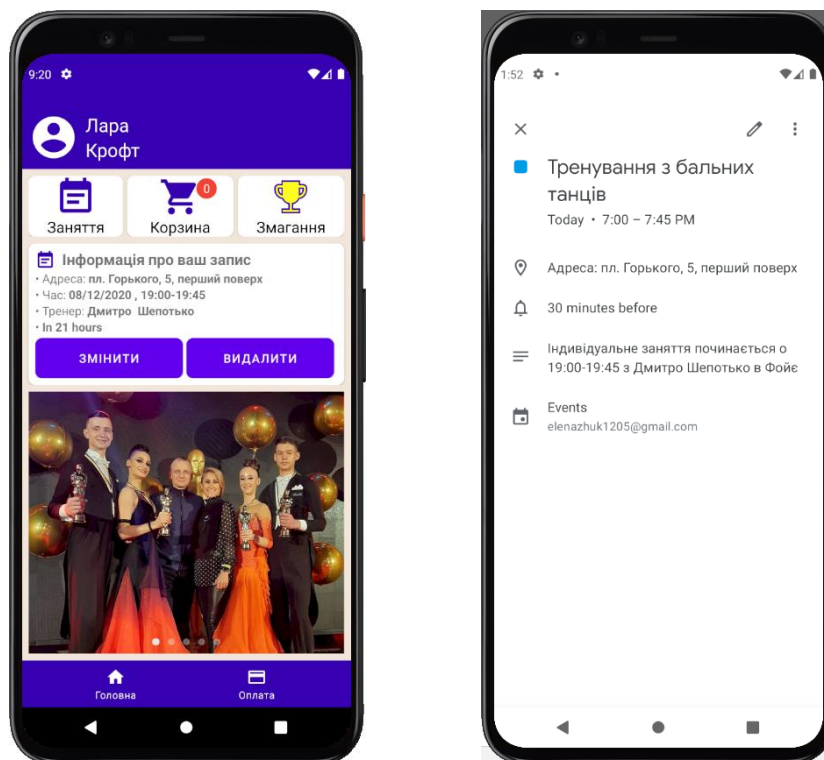 9:20
Лара
Крофт
Заняття
Корзина
0
Змагання
Інформація про ваш запис
• Адреса: пл. Горького, 5, перший поверх
• Час: 08/12/2020 , 19:00-19:45
• Тренер: Дмитро Шепотько
• In 21 hours
ЗМІНИТИ
ВИДАЛИТИ
Головна
Оплата
1:52
Тренування з бальних
танців
Today • 7:00 – 7:45 PM
Адреса: пл. Горького, 5, перший поверх
30 minutes before
Індивідуальне заняття починається о
19:00-19:45 з Дмитро Шепотько в Фойє
Events
elenazhuk1205@gmail.com